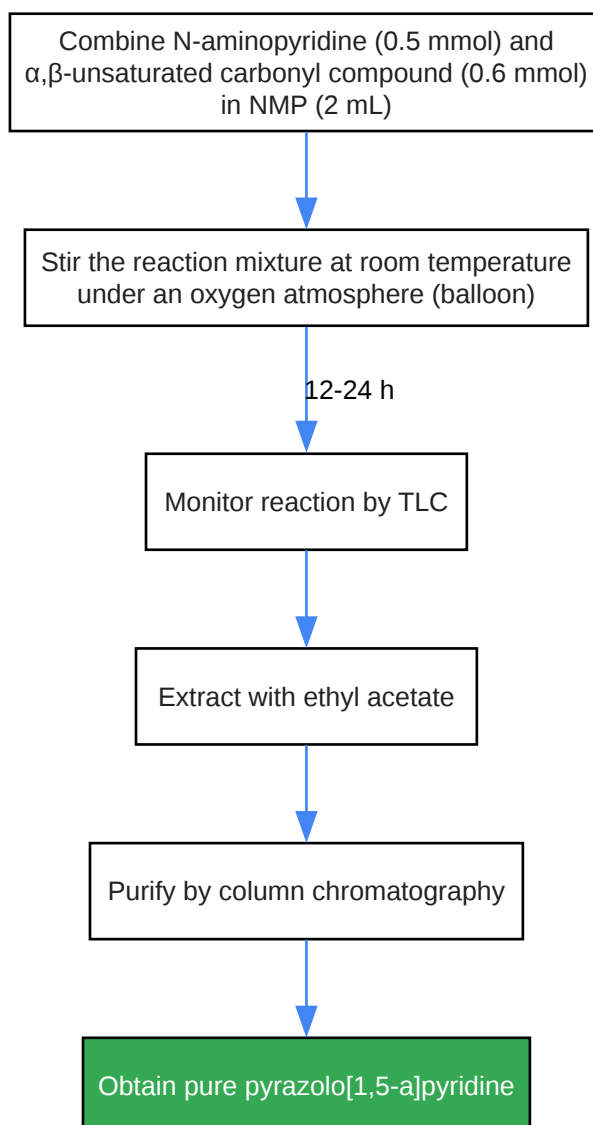 Combine N-aminopyridine (0.5 mmol) and
α,β-unsaturated carbonyl compound (0.6 mmol)
in NMP (2 mL)
Stir the reaction mixture at room temperature
under an oxygen atmosphere (balloon)
12-24 h
Monitor reaction by TLC
Extract with ethyl acetate
Purify by column chromatography
Obtain pure pyrazolo[1,5-a]pyridine